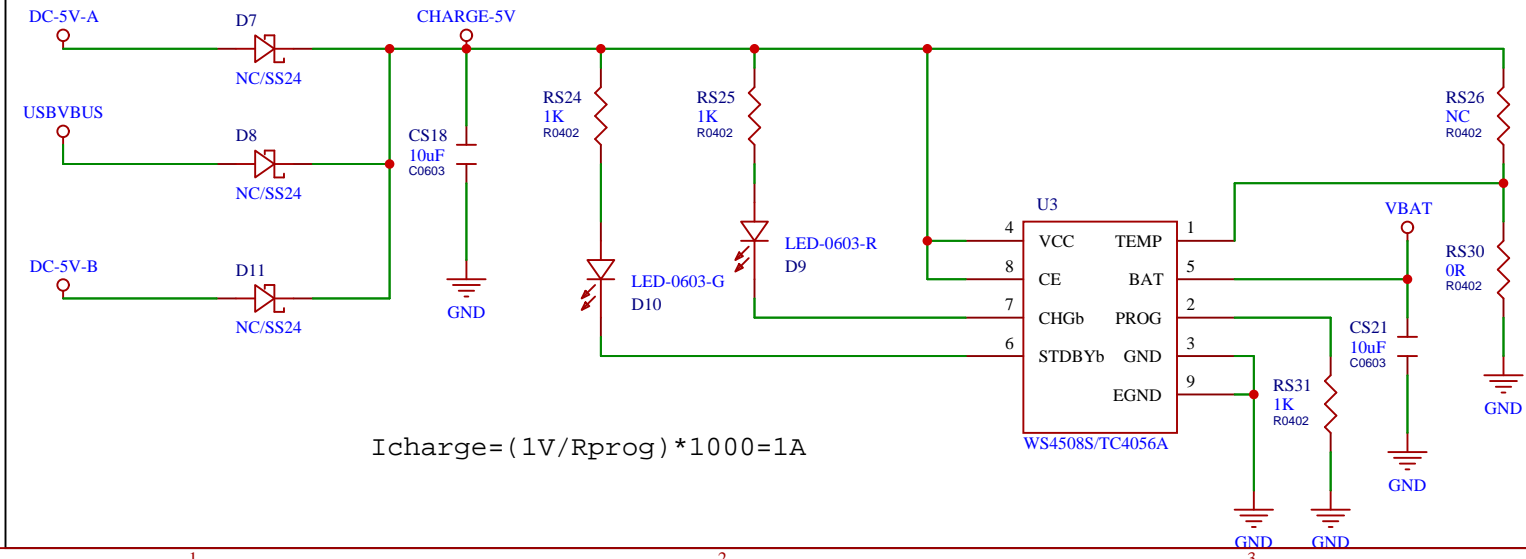 DC-5V-A
D7
NC/SS24
CHARGE-5V
USBVBUS
D8
NC/SS24
CS18
10uF
C0603
GND
DC-5V-B
D11
NC/SS24
RS24
1K
R0402
RS25
1K
R0402
LED-0603-R
D9
LED-0603-G
D10
RS26
NC
R0402
U3
4 VCC TEMP 1
8 CE BAT 5
7 CHGb PROG 2
6 STDBYb GND 3
EGND 9
WS4508S/TC4056A
VBAT
RS30
0R
R0402
GND
CS21
10uF
C0603
GND
RS31
1K
R0402
GND
GND
Icharge=(1V/Rprog)*1000=1A
1 2 3